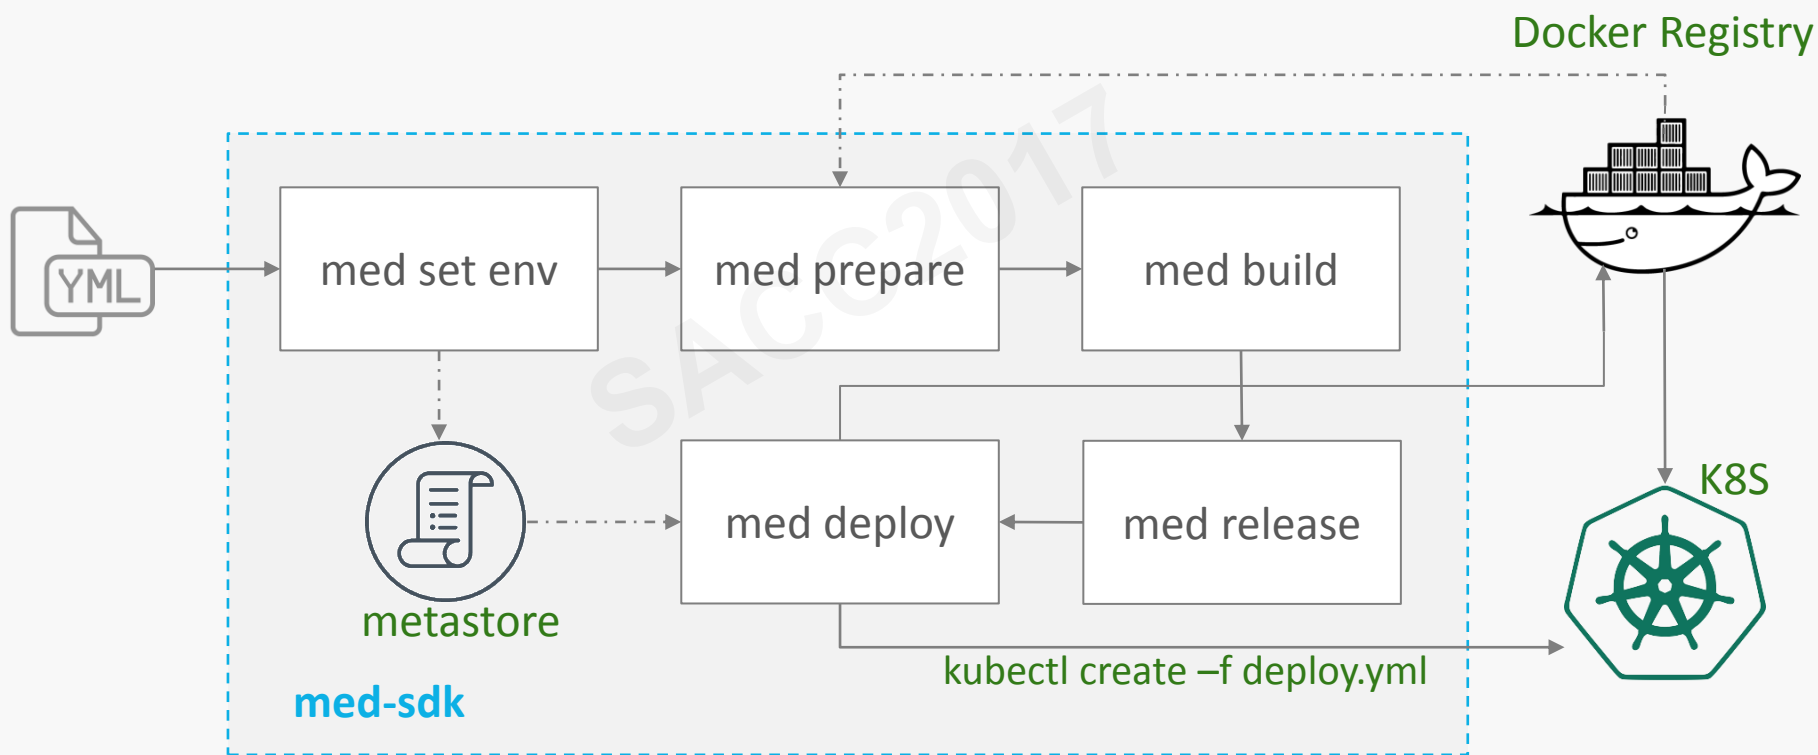 Docker Registry
SACC2017
YML
med set env
med prepare
med build
K8S
med deploy
med release
metastore
kubectl create –f deploy.yml
med-sdk